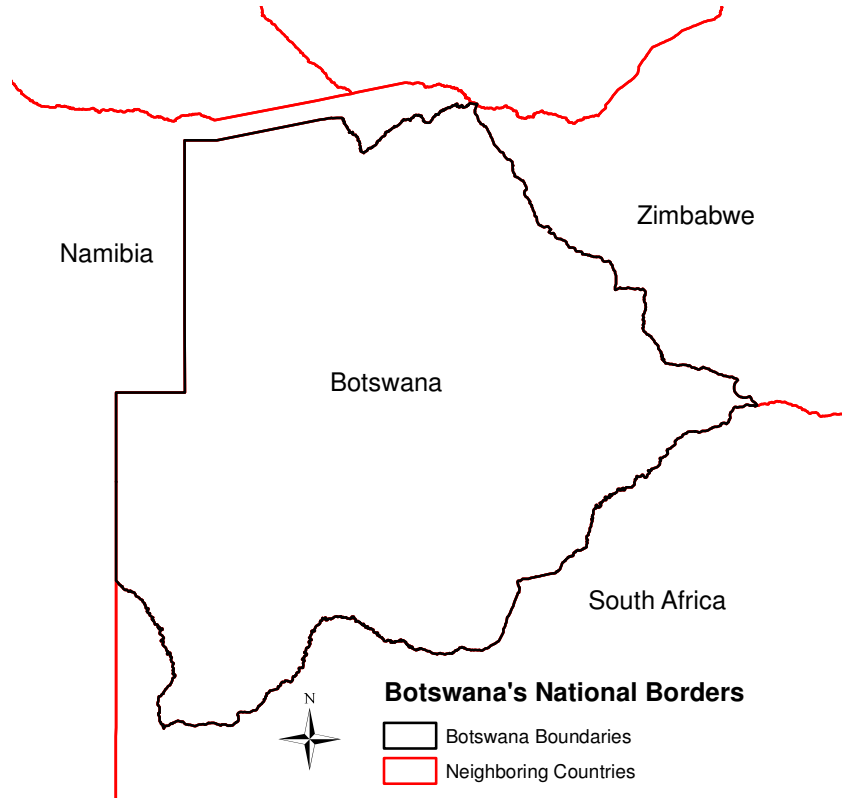 Zimbabwe
Namibia
Botswana
South Africa
Botswana's National Borders
N
Botswana Boundaries
Neighboring Countries